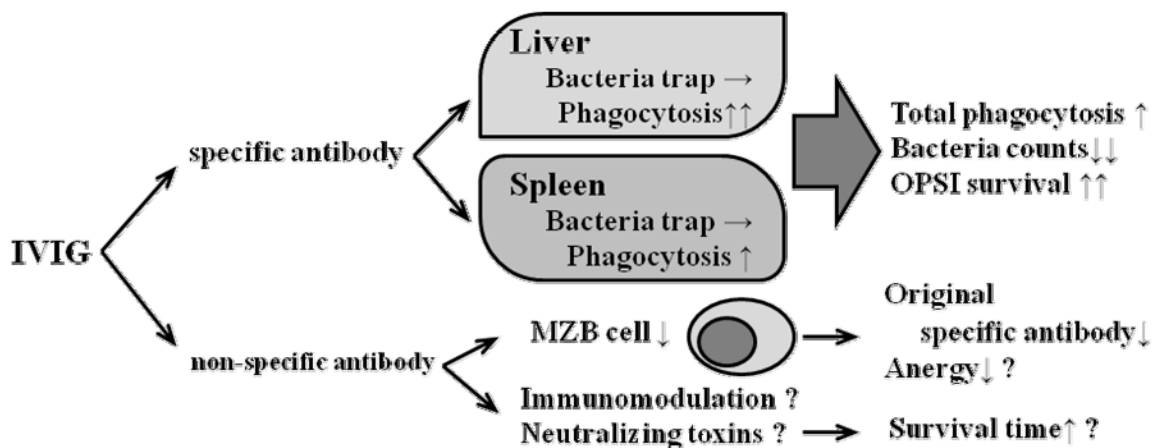 IVIG
specific antibody
non-specific antibody
Liver
Bacteria trap →
Phagocytosis↑↑
Spleen
Bacteria trap →
Phagocytosis ↑
Total phagocytosis ↑
Bacteria counts↓↓
OPSI survival ↑↑
MZB cell ↓
Original
specific antibody↓
Anergy↓ ?
Immunomodulation ?
Neutralizing toxins ?
Survival time↑ ?